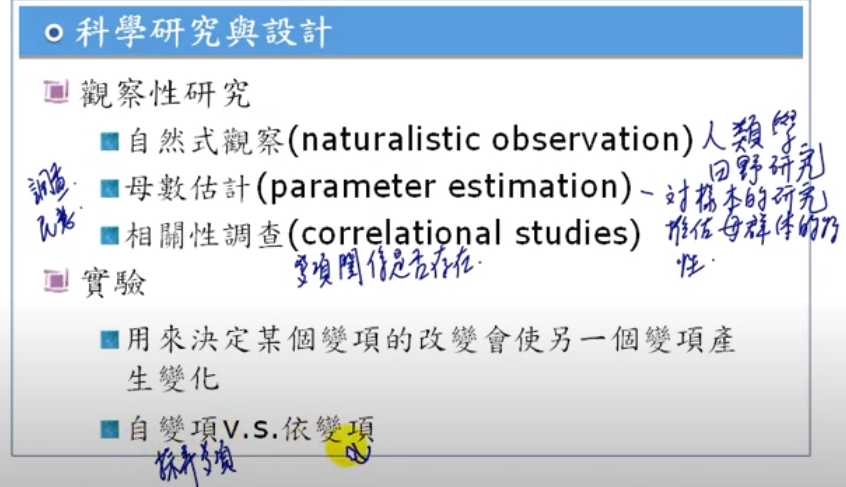 科學研究與設計
觀察性研究
自然式觀察(naturalistic observation) 人類學
田野研究
母數估計(parameter estimation) - 对樣本的研究
推估母群体的
性.
調查.
民
相關性調查(correlational studies)
變項関係是否存在.
實驗
用來決定某個變項的改變會使另一個變項產
生變化
自變項v.s.依變項
操弄變項